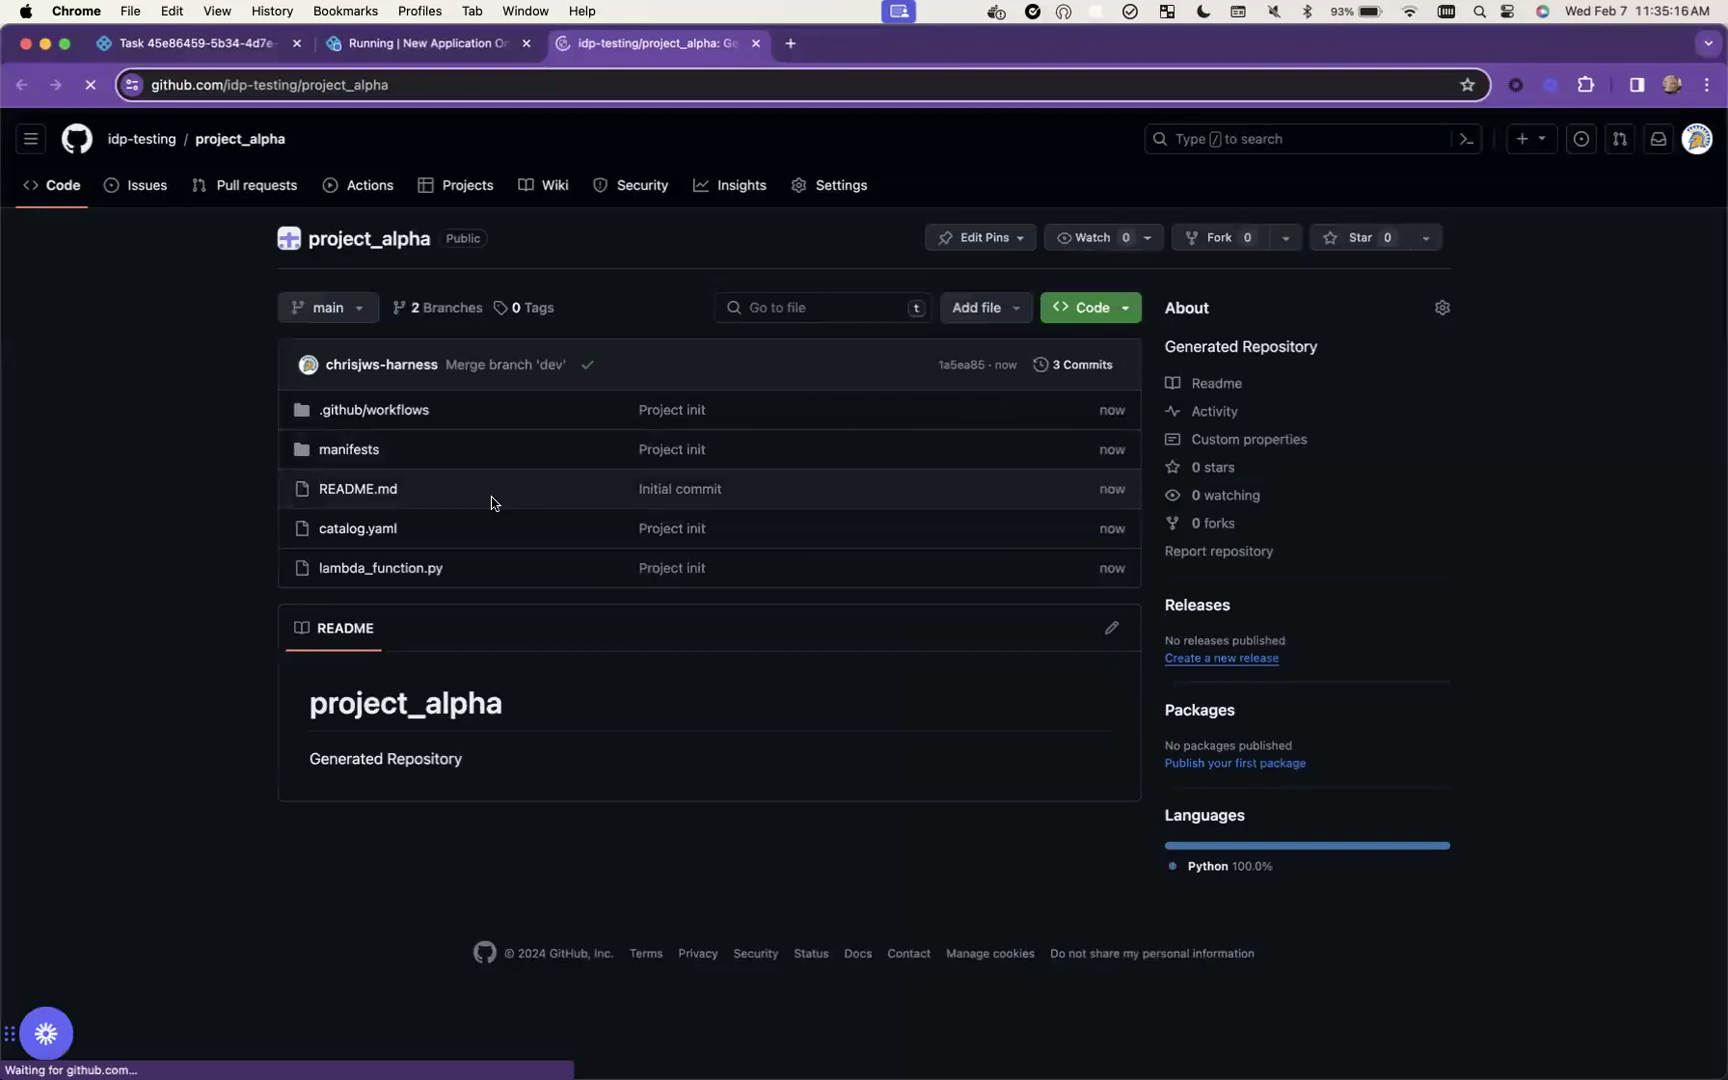 Chrome File Edit View History Bookmarks Profiles Tab Window Help 93% Wed Feb 7 11:35:16 AM
Task 45e86459-5b34-4d7e- Running | New Application On idp-testing/project_alpha: Ge
github.com/idp-testing/project_alpha
idp-testing / project_alpha Type / to search
Code Issues Pull requests Actions Projects Wiki Security Insights Settings
project_alpha Public Edit Pins Watch 0 Fork 0 Star 0
main 2 Branches 0 Tags Go to file t Add file Code
chrisjws-harness Merge branch 'dev' 1a5ea85 · now 3 Commits
.github/workflows Project init now
manifests Project init now
README.md Initial commit now
catalog.yaml Project init now
lambda_function.py Project init now
README
project_alpha
Generated Repository
About
Generated Repository
Readme
Activity
Custom properties
0 stars
0 watching
0 forks
Report repository
Releases
No releases published
Create a new release
Packages
No packages published
Publish your first package
Languages
Python 100.0%
© 2024 GitHub, Inc. Terms Privacy Security Status Docs Contact Manage cookies Do not share my personal information
Waiting for github.com...